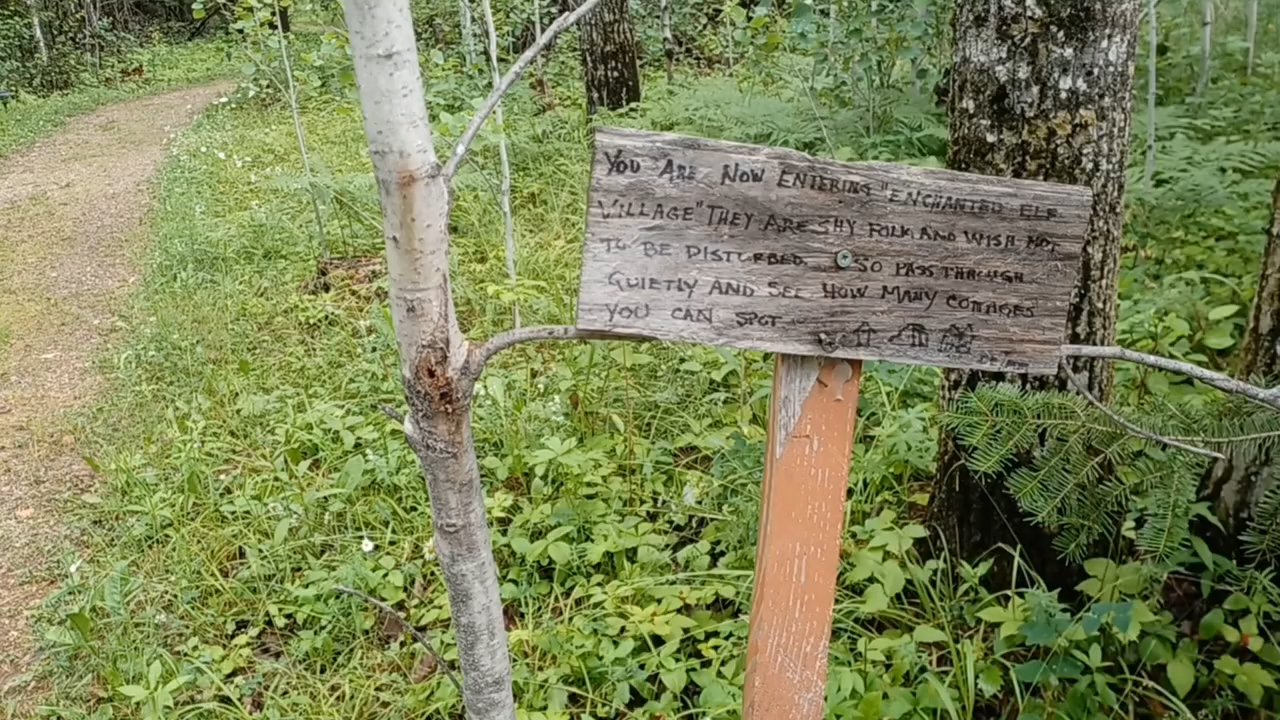 YOU ARE NOW ENTERING "ENCHANTED ELF
VILLAGE" THEY ARE SHY FOLK AND WISH NOT
TO BE DISTURBED. SO PASS THROUGH
QUIETLY AND SEE HOW MANY COTTAGES
YOU CAN SPOT